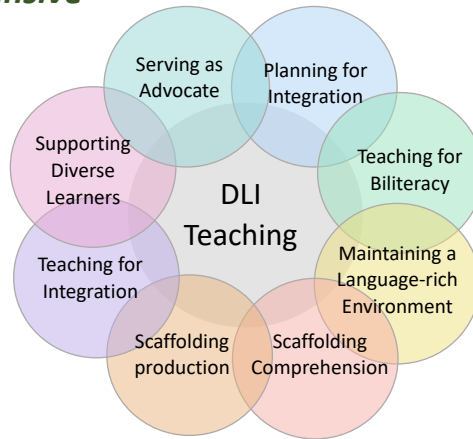 Serving as
Advocate
Planning for
Integration
Supporting
Diverse
Learners
Teaching for
Biliteracy
DLI
Teaching
Teaching for
Integration
Maintaining a
Language-rich
Environment
Scaffolding
production
Scaffolding
Comprehension